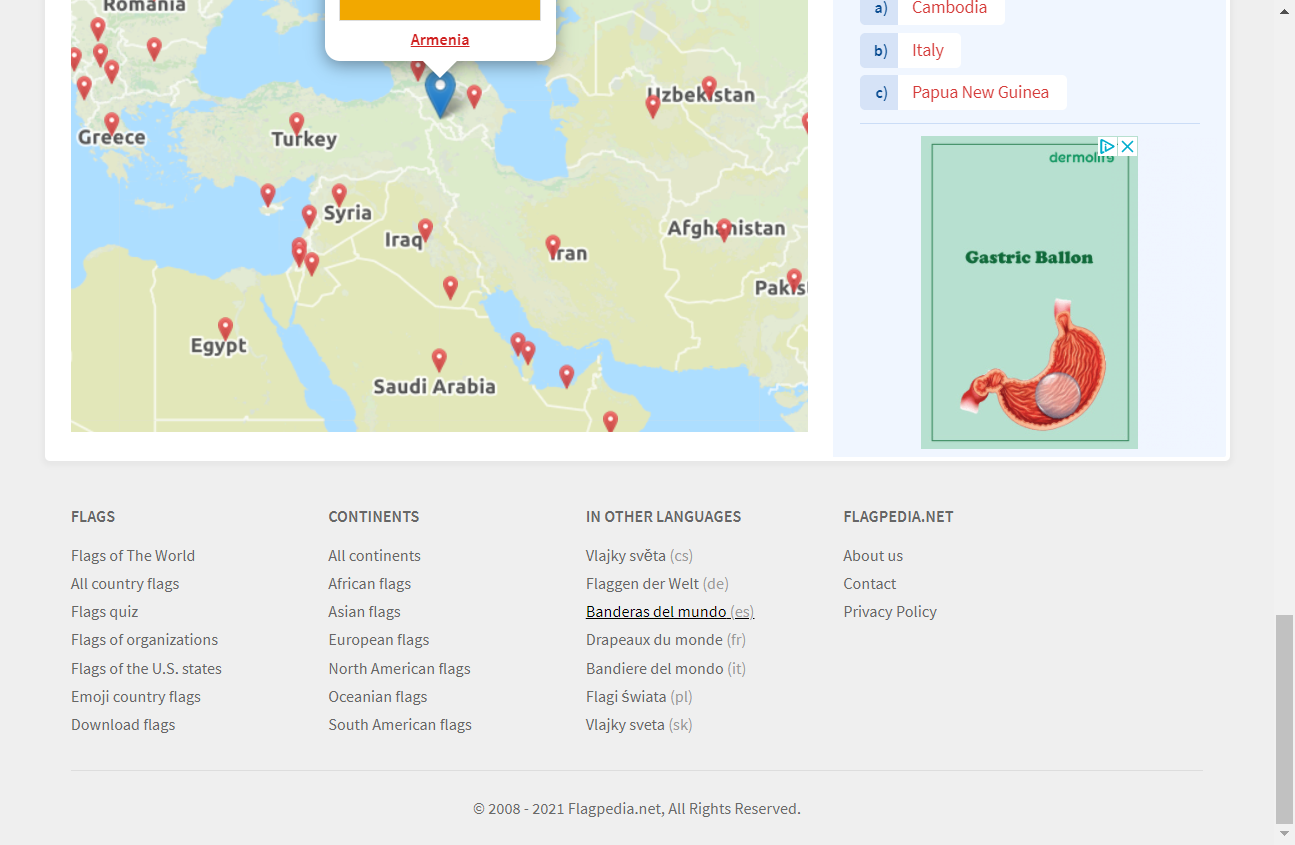 Romania
Armenia
Uzbekistan
Greece
Turkey
Syria
Iraq
Iran
Afghanistan
Egypt
Saudi Arabia
a) Cambodia
b) Italy
c) Papua New Guinea
Gastric Ballon
FLAGS
Flags of The World
All country flags
Flags quiz
Flags of organizations
Flags of the U.S. states
Emoji country flags
Download flags
CONTINENTS
All continents
African flags
Asian flags
European flags
North American flags
Oceanian flags
South American flags
IN OTHER LANGUAGES
Vlajky světa (cs)
Flaggen der Welt (de)
Banderas del mundo (es)
Drapeaux du monde (fr)
Bandiere del mondo (it)
Flagi świata (pl)
Vlajky sveta (sk)
FLAGPEDIA.NET
About us
Contact
Privacy Policy
© 2008 - 2021 Flagpedia.net, All Rights Reserved.